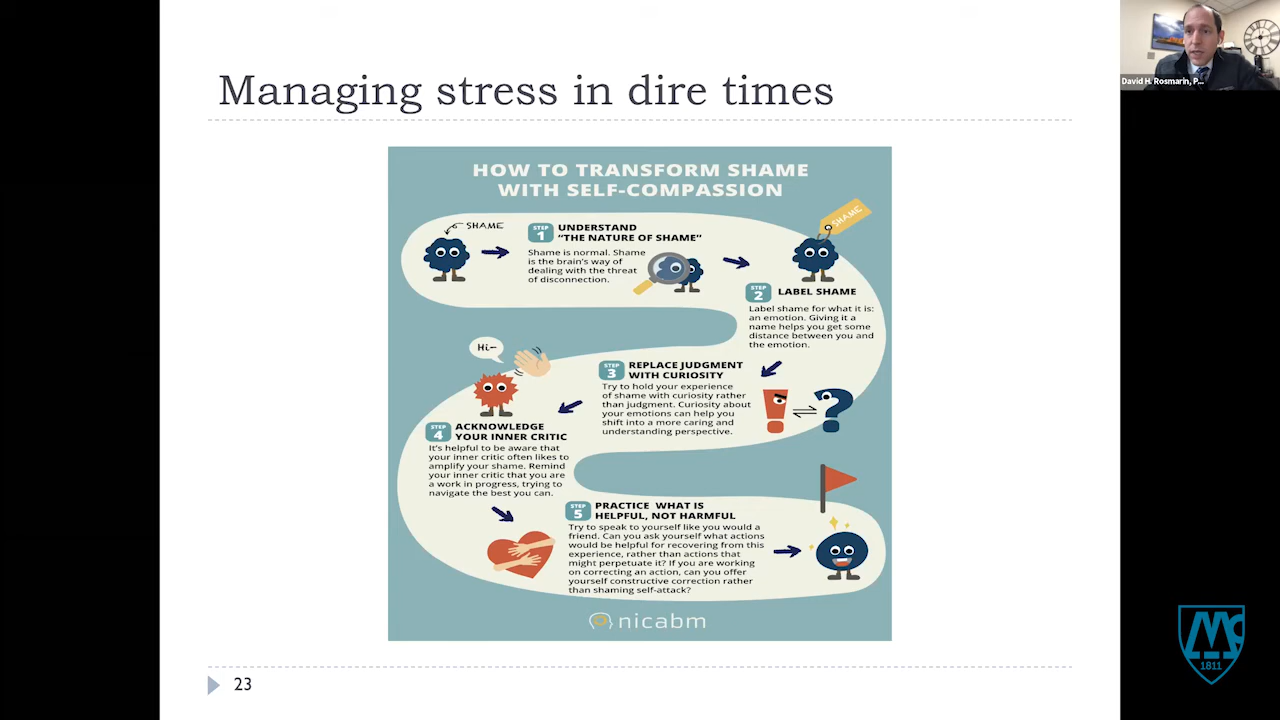 Managing stress in dire times
David H. Rosmarin, P...
HOW TO TRANSFORM SHAME
WITH SELF-COMPASSION
SHAME
STEP
1
UNDERSTAND
"THE NATURE OF SHAME"
Shame is normal. Shame
is the brain's way of
dealing with the threat
of disconnection.
SHAME
STEP
2
LABEL SHAME
Label shame for what it is:
an emotion. Giving it a
name helps you get some
distance between you and
the emotion.
STEP
3
REPLACE JUDGMENT
WITH CURIOSITY
Try to hold your experience
of shame with curiosity rather
than judgment. Curiosity about
your emotions can help you
shift into a more caring and
understanding perspective.
Hi-
STEP
4
ACKNOWLEDGE
YOUR INNER CRITIC
It's helpful to be aware that
your inner critic often likes to
amplify your shame. Remind
your inner critic that you are
a work in progress, trying to
navigate the best you can.
STEP
5
PRACTICE WHAT IS
HELPFUL, NOT HARMFUL
Try to speak to yourself like you would a
friend. Can you ask yourself what actions
would be helpful for recovering from this
experience, rather than actions that
might perpetuate it? If you are working
on correcting an action, can you offer
yourself constructive correction rather
than shaming self-attack?
nicabm
23
Mc
1811